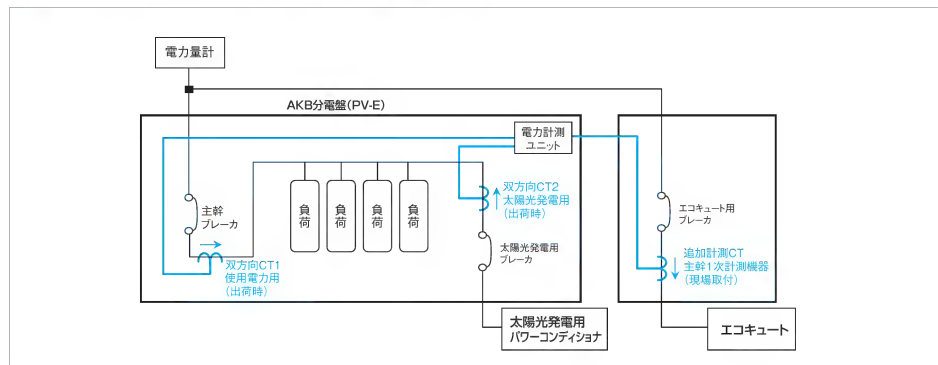 電力量計
AKB分電盤(PV-E)
電力計測
ユニット
主幹
ブレーカ
負荷
負荷
負荷
負荷
双方向CT2
太陽光発電用
(出荷時)
エコキュート用
ブレーカ
双方向CT1
使用電力用
(出荷時)
太陽光発電用
ブレーカ
追加計測CT
主幹1次計測機器
(現場取付)
太陽光発電用
パワーコンディショナ
エコキュート